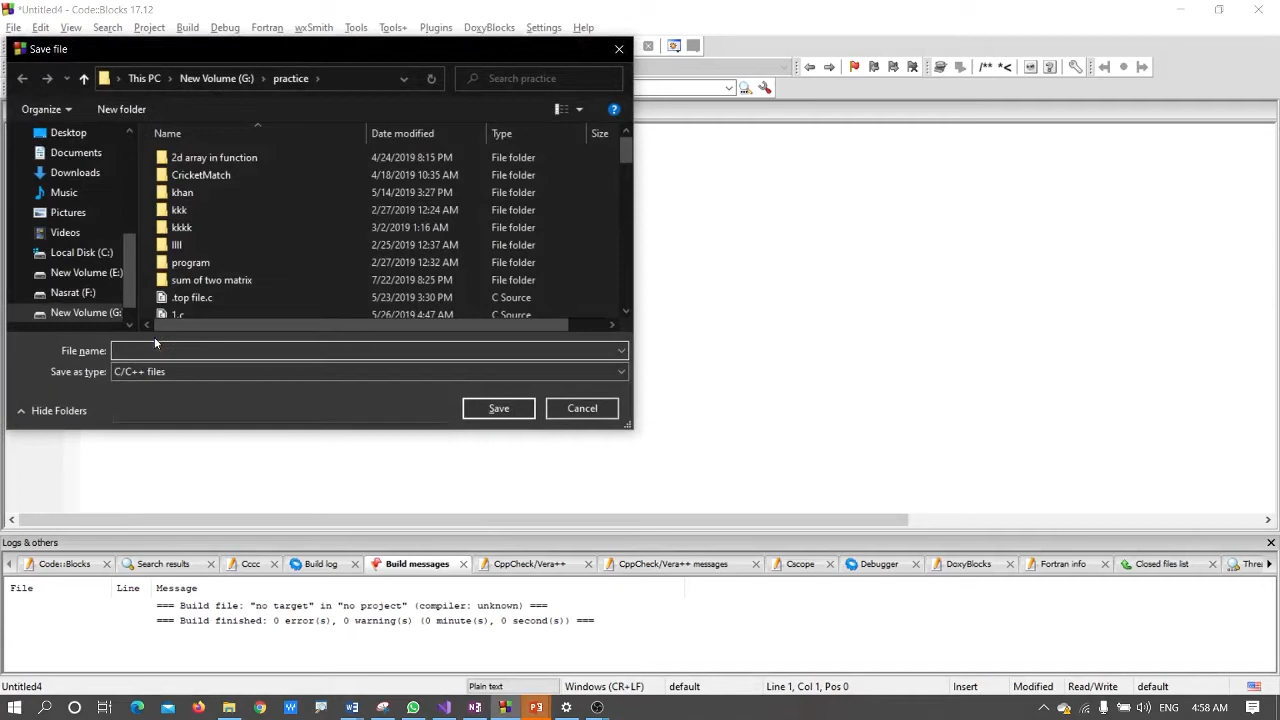 *Untitled4 - Code::Blocks 17.12
File Edit View Search Project Build Debug Fortran wxSmith Tools Tools+ Plugins DoxyBlocks Settings Help
Save file
This PC > New Volume (G:) > practice >
Search practice
Organize New folder
Name Date modified Type Size
Desktop
Documents
Downloads
Music
Pictures
Videos
Local Disk (C:)
New Volume (E:)
Nasrat (F:)
New Volume (G:
2d array in function 4/24/2019 8:15 PM File folder
CricketMatch 4/18/2019 10:35 AM File folder
khan 5/14/2019 3:27 PM File folder
kkk 2/27/2019 12:24 AM File folder
kkkk 3/2/2019 1:16 AM File folder
llll 2/25/2019 12:37 AM File folder
program 2/27/2019 12:32 AM File folder
sum of two matrix 7/22/2019 8:25 PM File folder
.top file.c 5/23/2019 3:30 PM C Source
1.c 5/26/2019 4:47 AM C Source
File name:
Save as type: C/C++ files
Hide Folders Save Cancel
/** *<
Logs & others
Code::Blocks Search results Cccc Build log Build messages CppCheck/Vera++ CppCheck/Vera++ messages Cscope Debugger DoxyBlocks Fortran info Closed files list Thre
File Line Message
=== Build file: "no target" in "no project" (compiler: unknown) ===
=== Build finished: 0 error(s), 0 warning(s) (0 minute(s), 0 second(s)) ===
Untitled4 Plain text Windows (CR+LF) default Line 1, Col 1, Pos 0 Insert Modified Read/Write default
ENG 4:58 AM